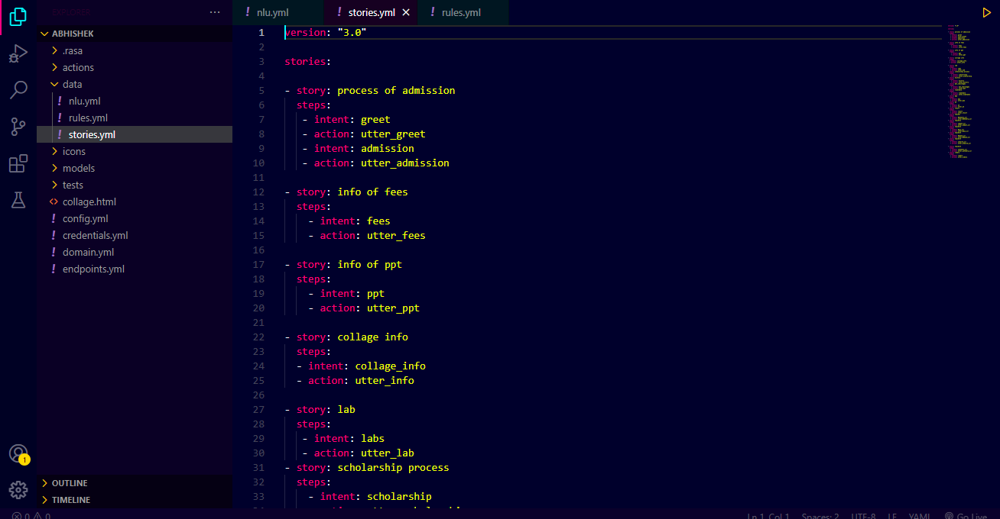 EXPLORER
nlu.yml
stories.yml
rules.yml
ABHISHEK
.rasa
actions
data
nlu.yml
rules.yml
stories.yml
icons
models
tests
collage.html
config.yml
credentials.yml
domain.yml
endpoints.yml
1
OUTLINE
TIMELINE
1 version: "3.0"
2
3 stories:
4
5 - story: process of admission
6 steps:
7 - intent: greet
8 - action: utter_greet
9 - intent: admission
10 - action: utter_admission
11
12 - story: info of fees
13 steps:
14 - intent: fees
15 - action: utter_fees
16
17 - story: info of ppt
18 steps:
19 - intent: ppt
20 - action: utter_ppt
21
22 - story: collage info
23 steps:
24 - intent: collage_info
25 - action: utter_info
26
27 - story: lab
28 steps:
29 - intent: labs
30 - action: utter_lab
31 - story: scholarship process
32 steps:
33 - intent: scholarship
0 0 Ln 1, Col 1 Spaces: 2 UTF-8 LF YAML Go Live